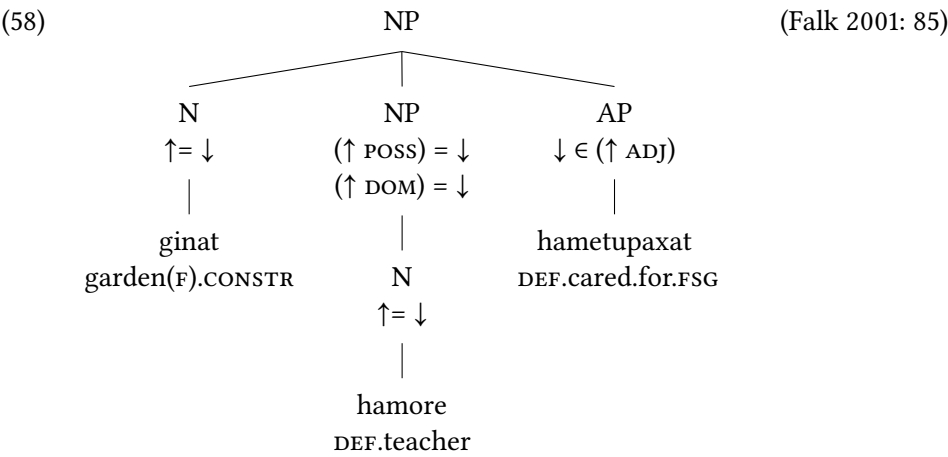 (58) NP (Falk 2001: 85)
N NP AP
↑= ↓ (↑ POSS) = ↓ ↓ ∈ (↑ ADJ)
(↑ DOM) = ↓
ginat hametupaxat
garden(F).CONSTR N DEF.cared.for.FSG
↑= ↓
hamore
DEF.teacher